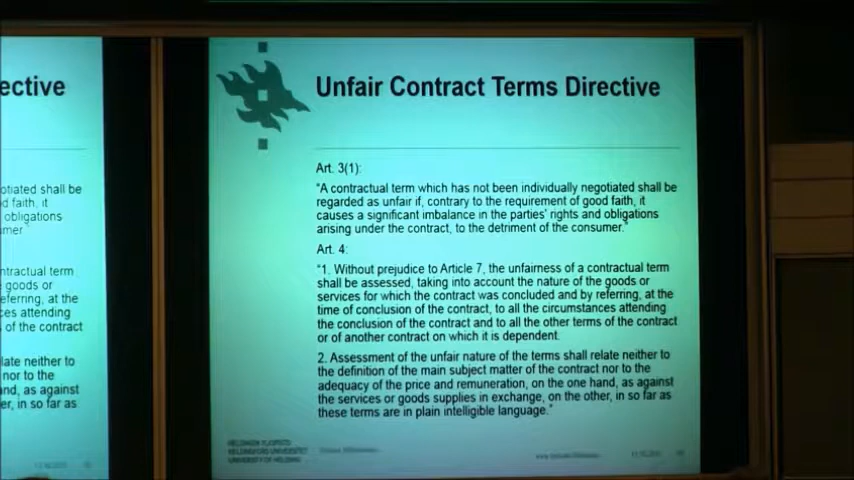 ective
otiated shall be
d faith, it
obligations
umer
ntractual term
goods or
eferring, at the
ces attending
of the contract
late neither to
nor to the
and, as against
er, in so far as
Unfair Contract Terms Directive
Art. 3(1):
"A contractual term which has not been individually negotiated shall be
regarded as unfair if, contrary to the requirement of good faith, it
causes a significant imbalance in the parties' rights and obligations
arising under the contract, to the detriment of the consumer."
Art. 4:
"1. Without prejudice to Article 7, the unfairness of a contractual term
shall be assessed, taking into account the nature of the goods or
services for which the contract was concluded and by referring, at the
time of conclusion of the contract, to all the circumstances attending
the conclusion of the contract and to all the other terms of the contract
or of another contract on which it is dependent.
2. Assessment of the unfair nature of the terms shall relate neither to
the definition of the main subject matter of the contract nor to the
adequacy of the price and remuneration, on the one hand, as against
the services or goods supplies in exchange, on the other, in so far as
these terms are in plain intelligible language."
HELSINGIN YLIOPISTO
HELSINGFORS UNIVERSITET
UNIVERSITY OF HELSINKI